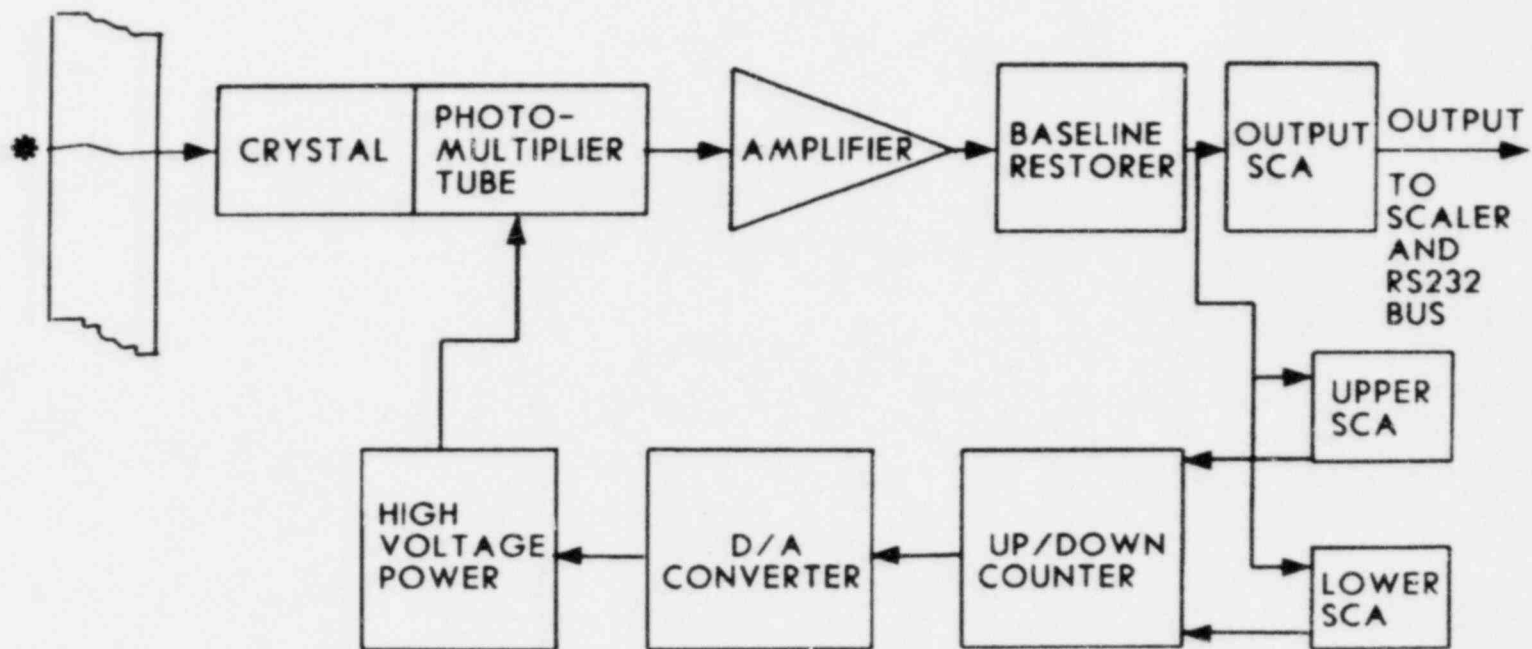 *
CRYSTAL
PHOTO-
MULTIPLIER
TUBE
AMPLIFIER
BASELINE
RESTORER
OUTPUT
SCA
OUTPUT
TO
SCALER
AND
RS232
BUS
UPPER
SCA
HIGH
VOLTAGE
POWER
D/A
CONVERTER
UP/DOWN
COUNTER
LOWER
SCA